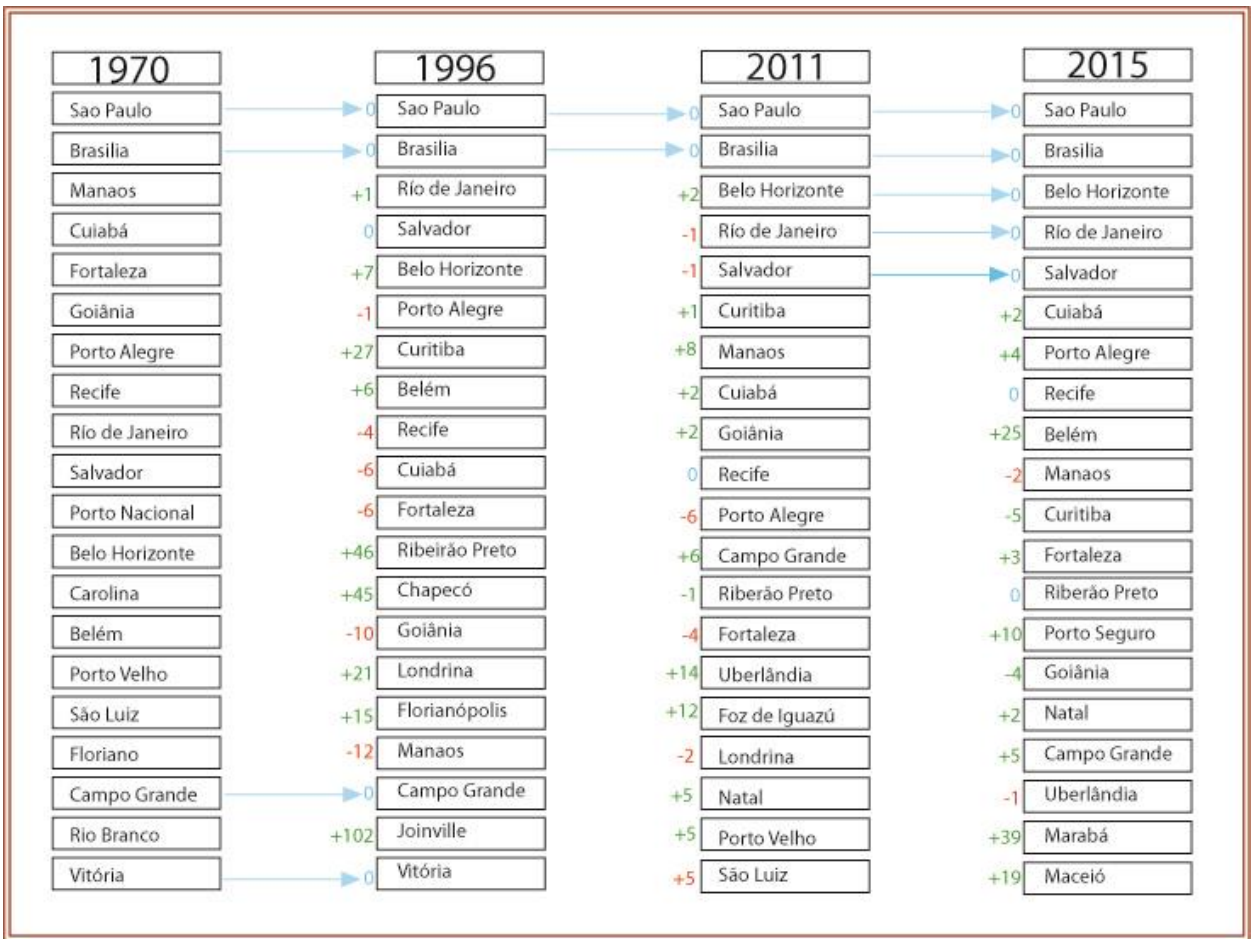 1970
Sao Paulo
Brasilia
Manaos
Cuiabá
Fortaleza
Goiânia
Porto Alegre
Recife
Río de Janeiro
Salvador
Porto Nacional
Belo Horizonte
Carolina
Belém
Porto Velho
São Luiz
Floriano
Campo Grande
Rio Branco
Vitória
1996
0 Sao Paulo
0 Brasilia
+1 Río de Janeiro
0 Salvador
+7 Belo Horizonte
-1 Porto Alegre
+27 Curitiba
+6 Belém
-4 Recife
-6 Cuiabá
-6 Fortaleza
+46 Ribeirão Preto
+45 Chapecó
-10 Goiânia
+21 Londrina
+15 Florianópolis
-12 Manaos
0 Campo Grande
+102 Joinville
0 Vitória
2011
0 Sao Paulo
0 Brasilia
+2 Belo Horizonte
-1 Río de Janeiro
-1 Salvador
+1 Curitiba
+8 Manaos
+2 Cuiabá
+2 Goiânia
0 Recife
-6 Porto Alegre
+6 Campo Grande
-1 Riberão Preto
-4 Fortaleza
+14 Uberlândia
+12 Foz de Iguazú
-2 Londrina
+5 Natal
+5 Porto Velho
+5 São Luiz
2015
0 Sao Paulo
0 Brasilia
0 Belo Horizonte
0 Río de Janeiro
0 Salvador
+2 Cuiabá
+4 Porto Alegre
0 Recife
+25 Belém
-2 Manaos
-5 Curitiba
+3 Fortaleza
0 Riberão Preto
+10 Porto Seguro
-4 Goiânia
+2 Natal
+5 Campo Grande
-1 Uberlândia
+39 Marabá
+19 Maceió